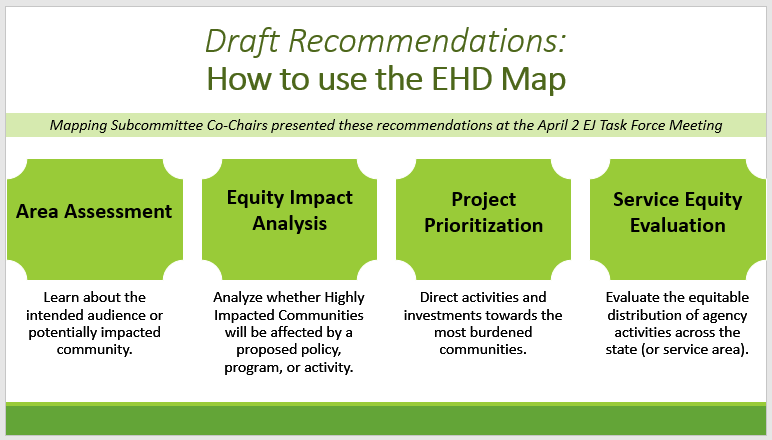 Draft Recommendations:
How to use the EHD Map
Mapping Subcommittee Co-Chairs presented these recommendations at the April 2 EJ Task Force Meeting
Area Assessment
Learn about the
intended audience or
potentially impacted
community.
Equity Impact
Analysis
Analyze whether Highly
Impacted Communities
will be affected by a
proposed policy,
program, or activity.
Project
Prioritization
Direct activities and
investments towards the
most burdened
communities.
Service Equity
Evaluation
Evaluate the equitable
distribution of agency
activities across the
state (or service area).